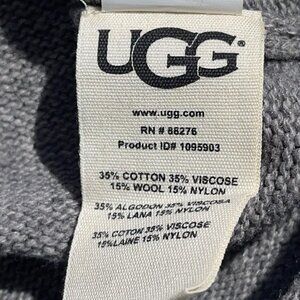 UGG®
www.ugg.com
RN # 88276
Product ID# 1095903
35% COTTON 35% VISCOSE
15% WOOL 15% NYLON
35% ALGODON 35% VISCOSA
15% LANA 15% NYLON
35% COTON 35% VISCOSE
15%LAINE 15% NYLON